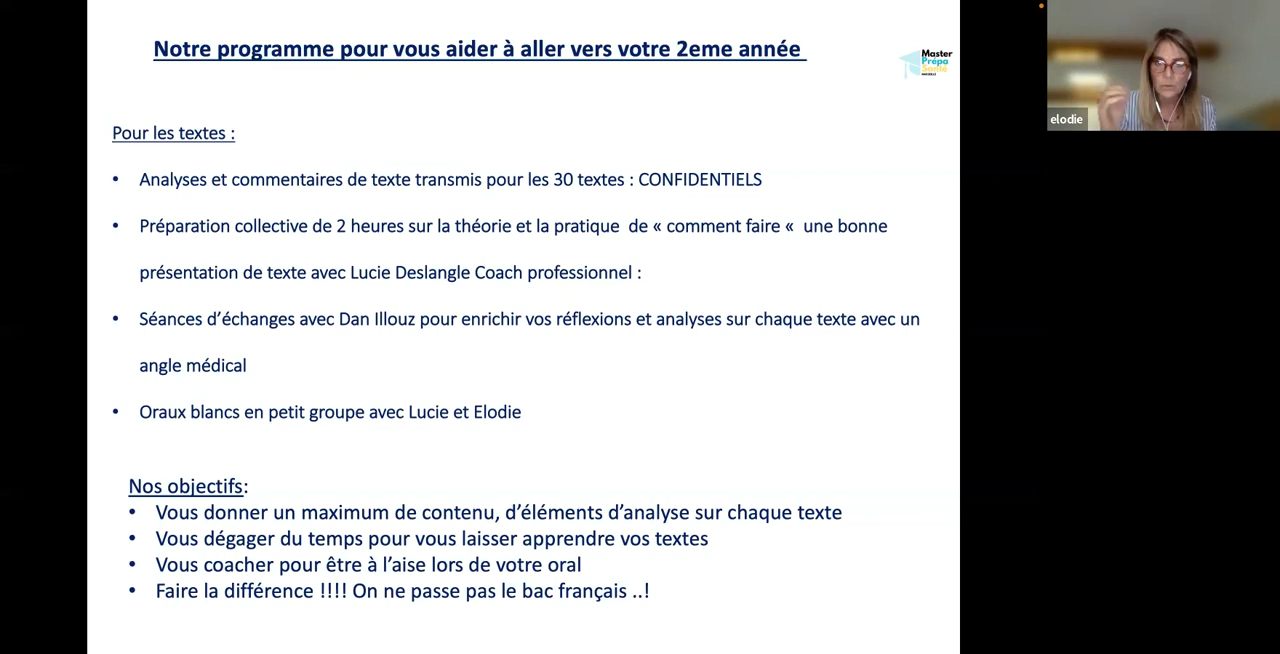 Notre programme pour vous aider à aller vers votre 2eme année
Master
Prépa
Santé
MARSEILLE
elodie
Pour les textes :
• Analyses et commentaires de texte transmis pour les 30 textes : CONFIDENTIELS
• Préparation collective de 2 heures sur la théorie et la pratique  de « comment faire «  une bonne
présentation de texte avec Lucie Deslangle Coach professionnel :
• Séances d’échanges avec Dan Illouz pour enrichir vos réflexions et analyses sur chaque texte avec un
angle médical
• Oraux blancs en petit groupe avec Lucie et Elodie
Nos objectifs:
• Vous donner un maximum de contenu, d’éléments d’analyse sur chaque texte
• Vous dégager du temps pour vous laisser apprendre vos textes
• Vous coacher pour être à l’aise lors de votre oral
• Faire la différence !!!! On ne passe pas le bac français ..!